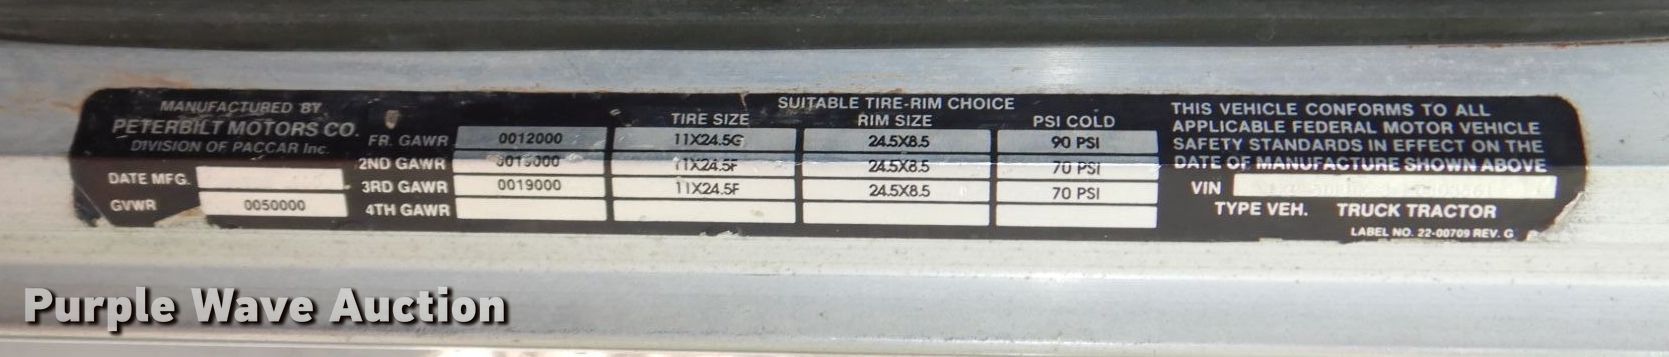 MANUFACTURED BY
PETERBILT MOTORS CO.
DIVISION OF PACCAR Inc.
DATE MFG.
GVWR 0050000
SUITABLE TIRE-RIM CHOICE
TIRE SIZE RIM SIZE PSI COLD
FR. GAWR 0012000 11X24.5G 24.5X8.5 90 PSI
2ND GAWR 0019000 11X24.5F 24.5X8.5 70 PSI
3RD GAWR 0019000 11X24.5F 24.5X8.5 70 PSI
4TH GAWR
THIS VEHICLE CONFORMS TO ALL
APPLICABLE FEDERAL MOTOR VEHICLE
SAFETY STANDARDS IN EFFECT ON THE
DATE OF MANUFACTURE SHOWN ABOVE
VIN
TYPE VEH. TRUCK TRACTOR
LABEL NO. 22-00709 REV. G
Purple Wave Auction